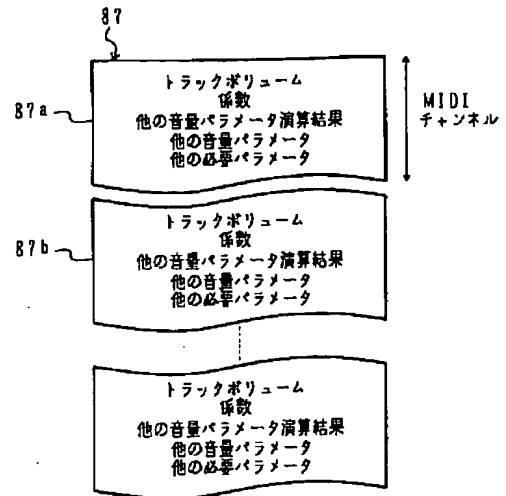 87
87a
トラックボリューム
係数
他の音量パラメータ演算結果
他の音量パラメータ
他の必要パラメータ
MIDI
チャンネル
87b
トラックボリューム
係数
他の音量パラメータ演算結果
他の音量パラメータ
他の必要パラメータ
トラックボリューム
係数
他の音量パラメータ演算結果
他の音量パラメータ
他の必要パラメータ